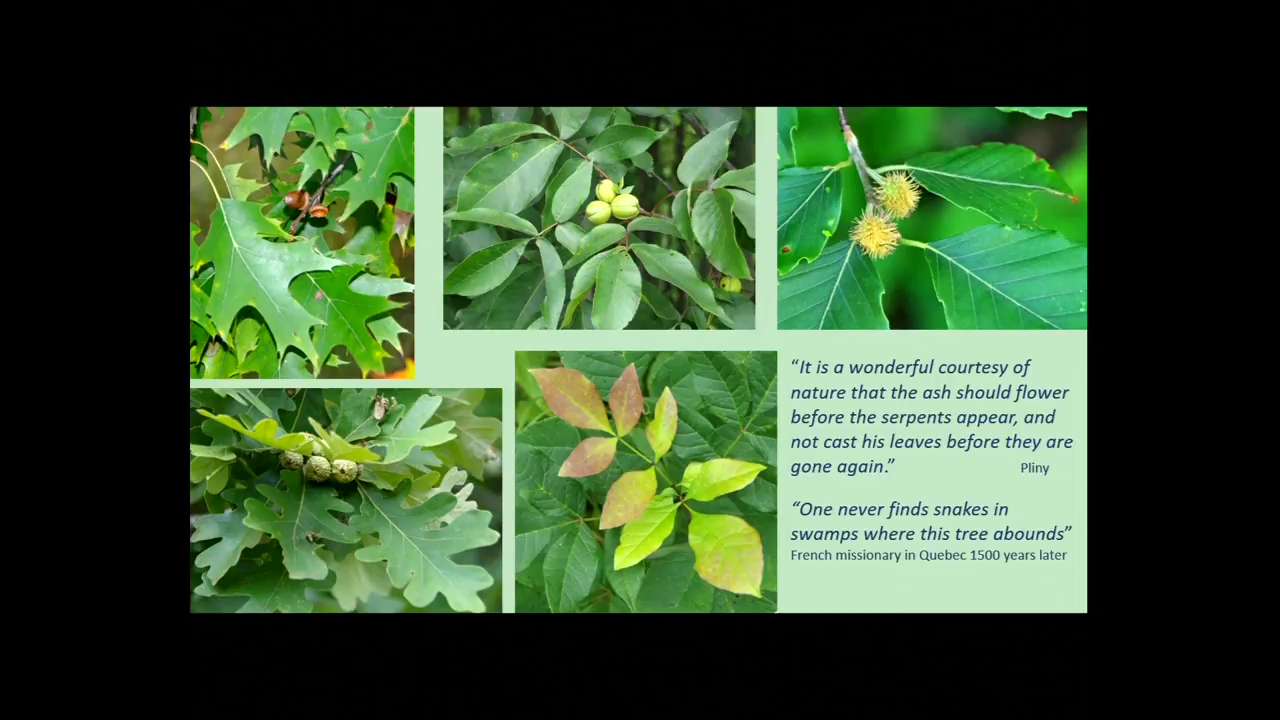 “It is a wonderful courtesy of
nature that the ash should flower
before the serpents appear, and
not cast his leaves before they are
gone again.” Pliny
“One never finds snakes in
swamps where this tree abounds”
French missionary in Quebec 1500 years later